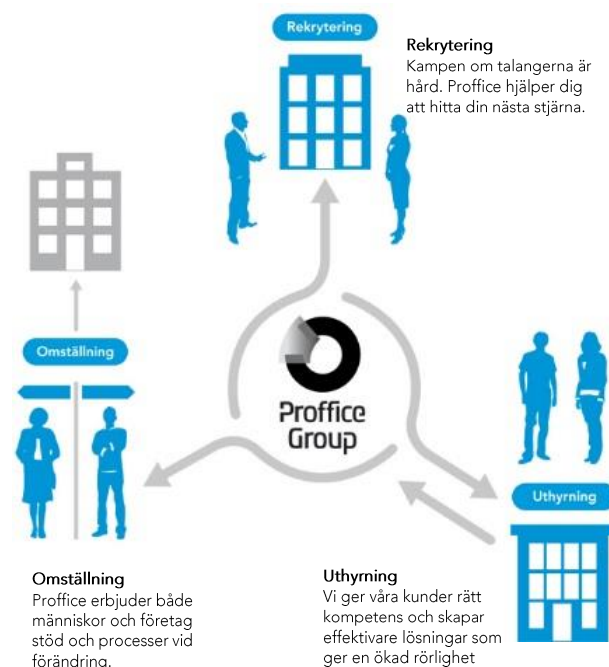 Rekrytering
Rekrytering
Kampen om talangerna är
hård. Proffice hjälper dig
att hitta din nästa stjärna.
Omställning
Proffice
Group
Uthyrning
Omställning
Proffice erbjuder både
människor och företag
stöd och processer vid
förändring.
Uthyrning
Vi ger våra kunder rätt
kompetens och skapar
effektivare lösningar som
ger en ökad rörlighet